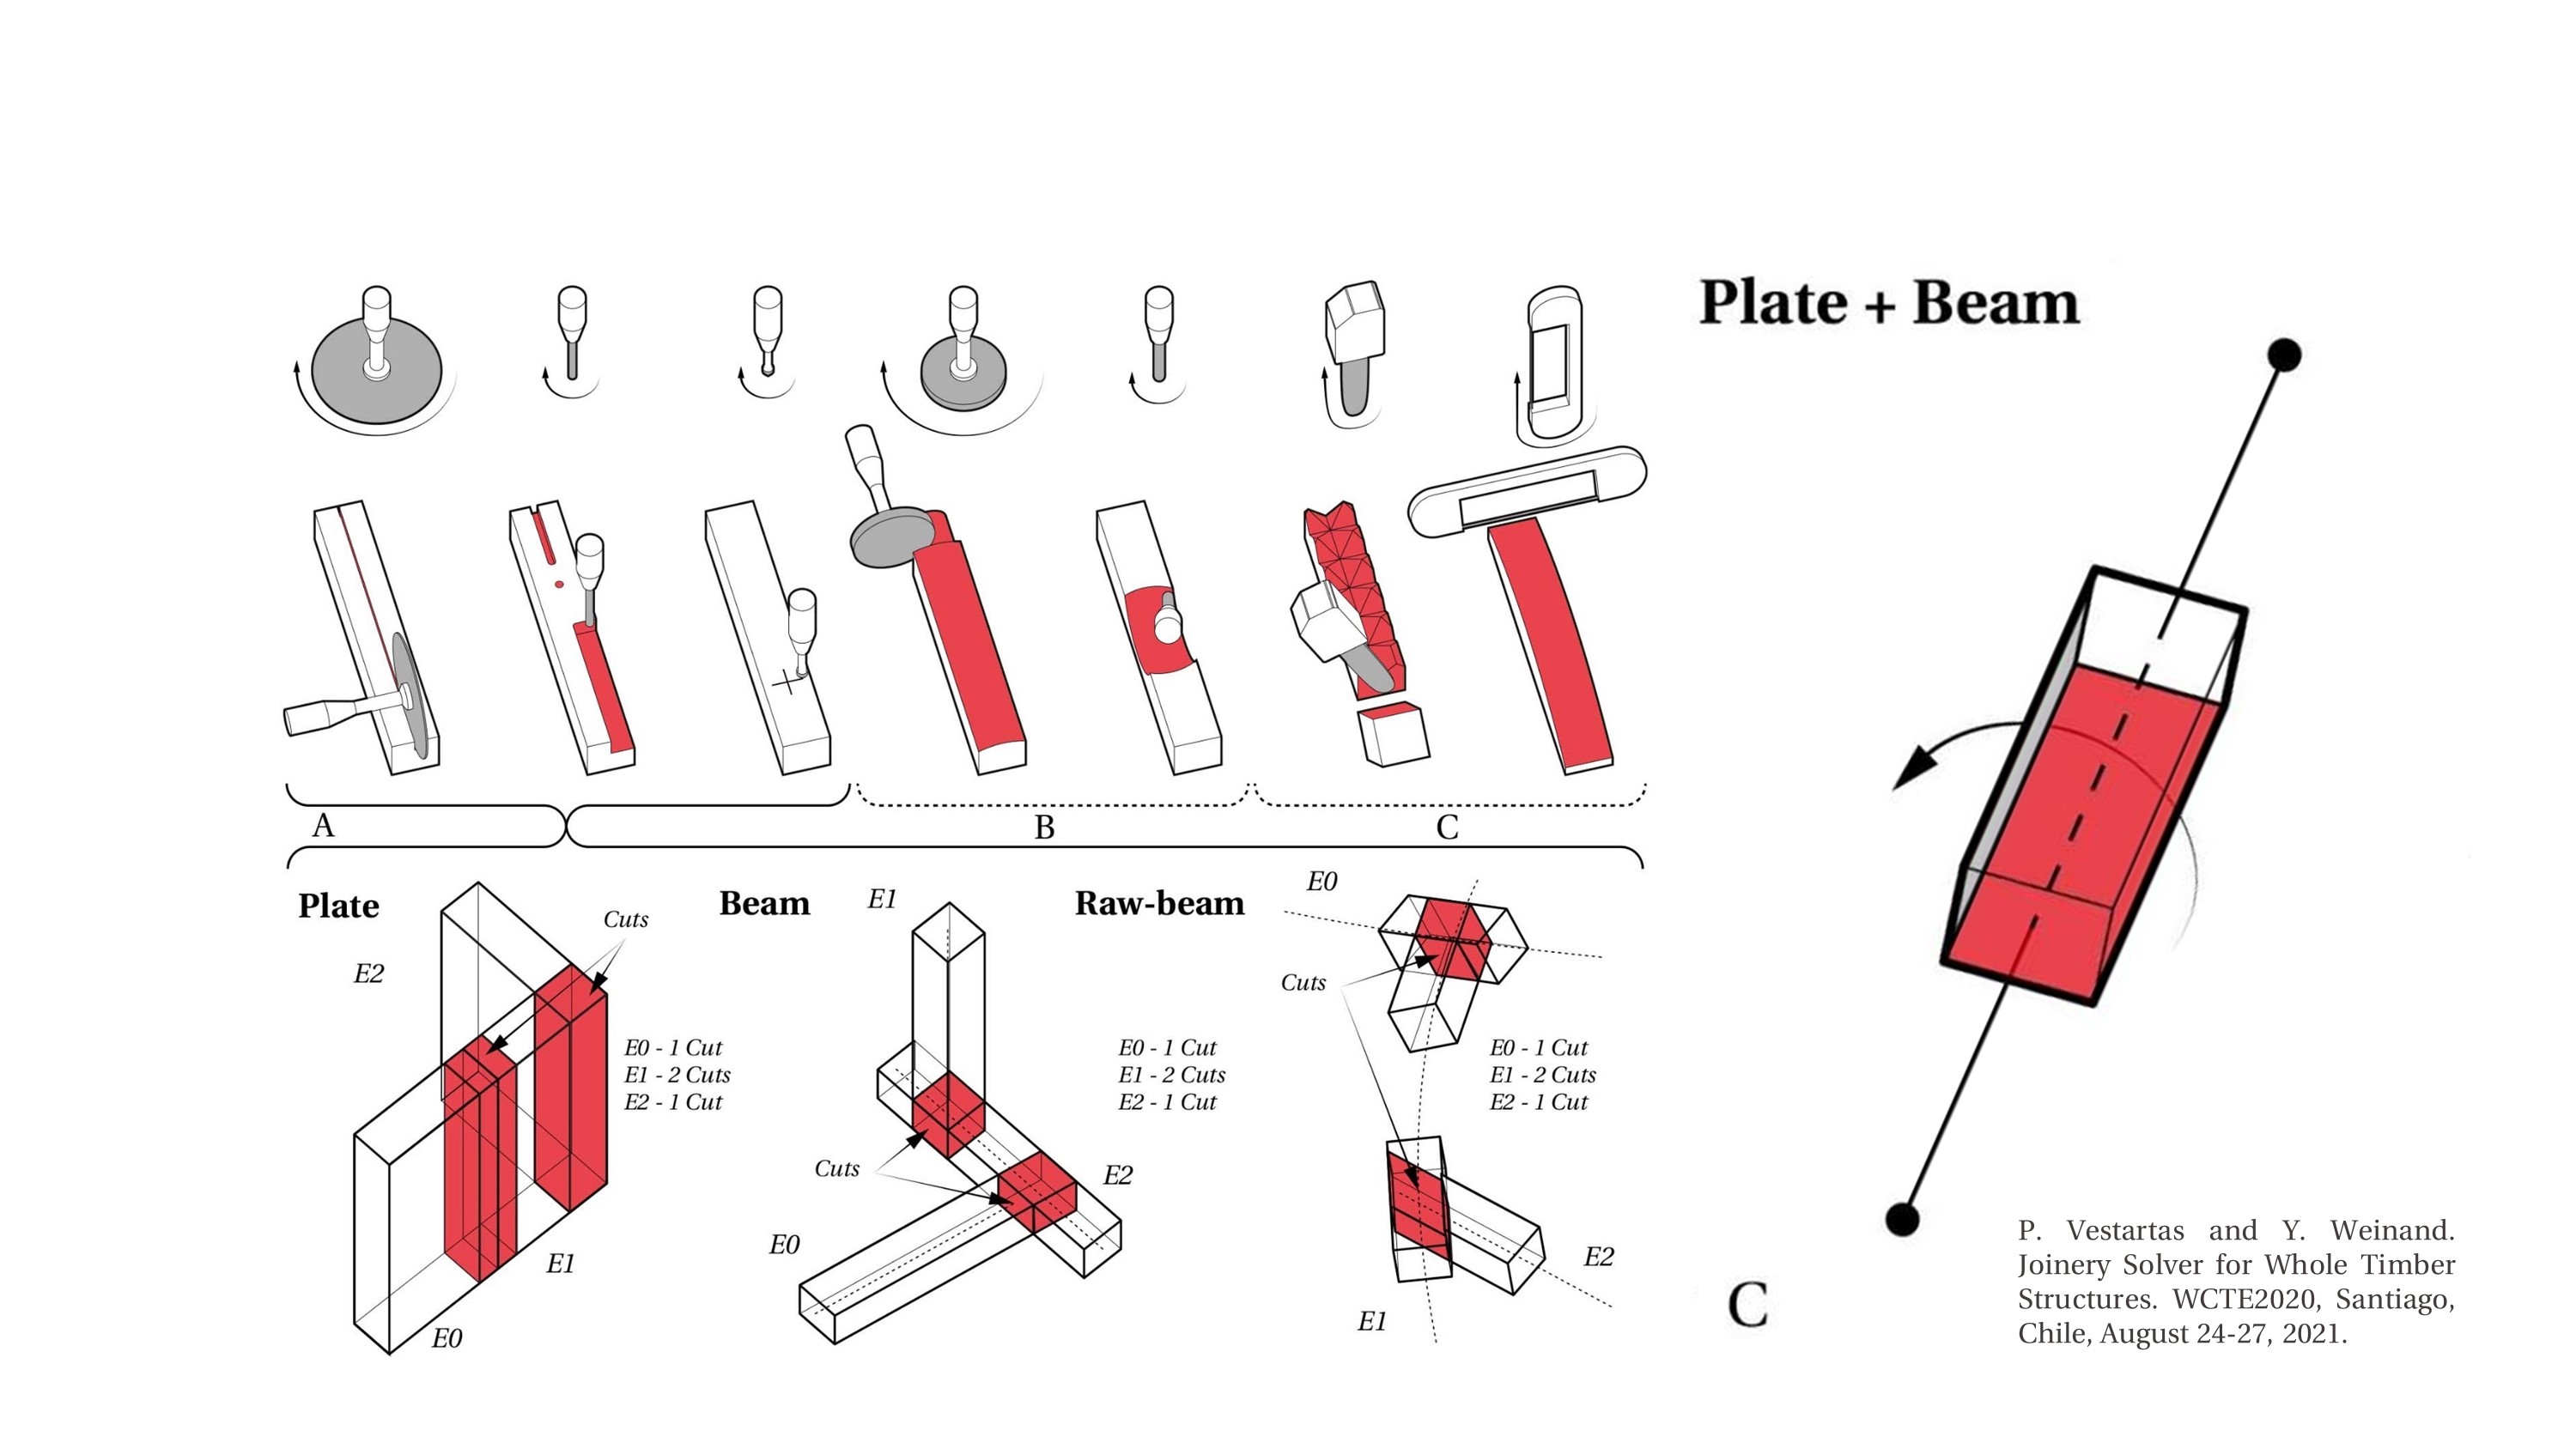 Plate + Beam
A
B
C
Plate
Cuts
E2
E0 - 1 Cut
E1 - 2 Cuts
E2 - 1 Cut
E1
E0
Beam
E1
E0 - 1 Cut
E1 - 2 Cuts
E2 - 1 Cut
Cuts
E2
E0
Raw-beam
E0
Cuts
E0 - 1 Cut
E1 - 2 Cuts
E2 - 1 Cut
E2
E1
C
P. Vestartas and Y. Weinand.
Joinery Solver for Whole Timber
Structures. WCTE2020, Santiago,
Chile, August 24-27, 2021.